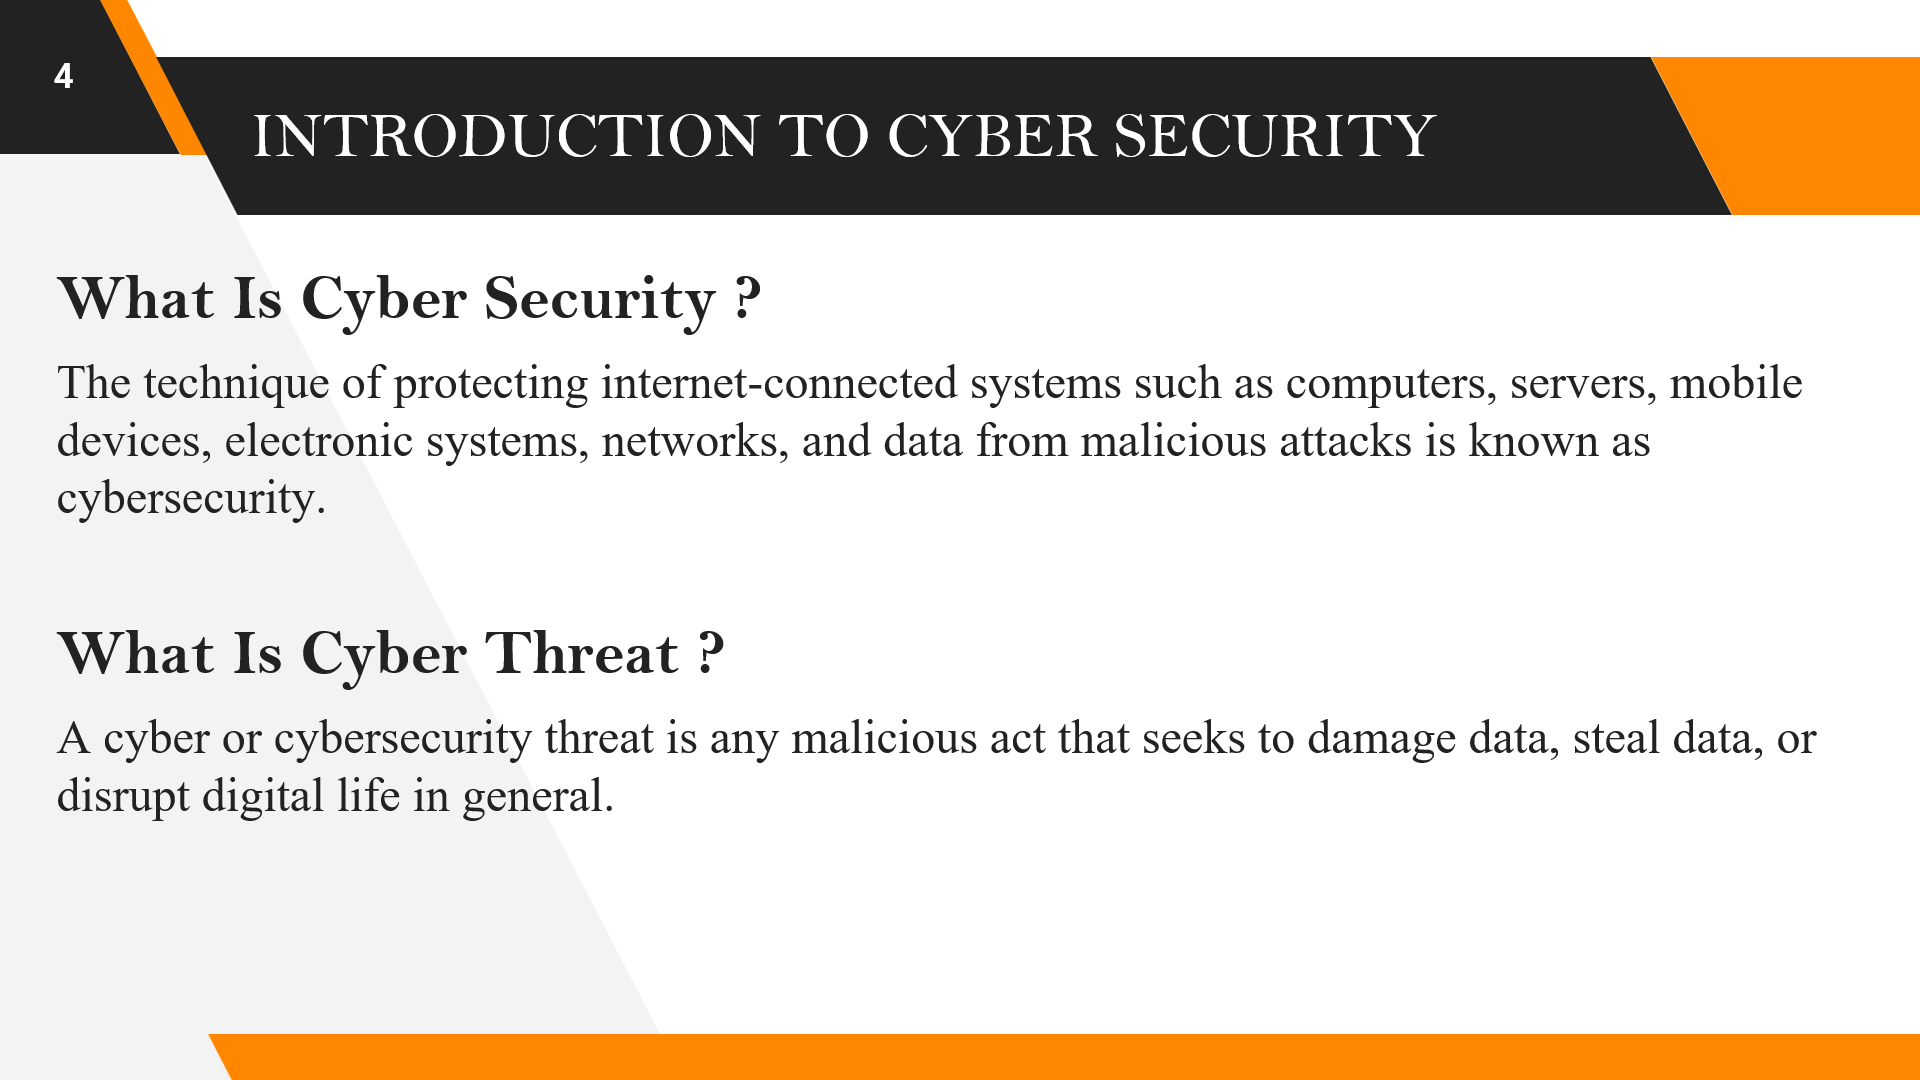 4
INTRODUCTION TO CYBER SECURITY
What Is Cyber Security ?
The technique of protecting internet-connected systems such as computers, servers, mobile
devices, electronic systems, networks, and data from malicious attacks is known as
cybersecurity.
What Is Cyber Threat ?
A cyber or cybersecurity threat is any malicious act that seeks to damage data, steal data, or
disrupt digital life in general.